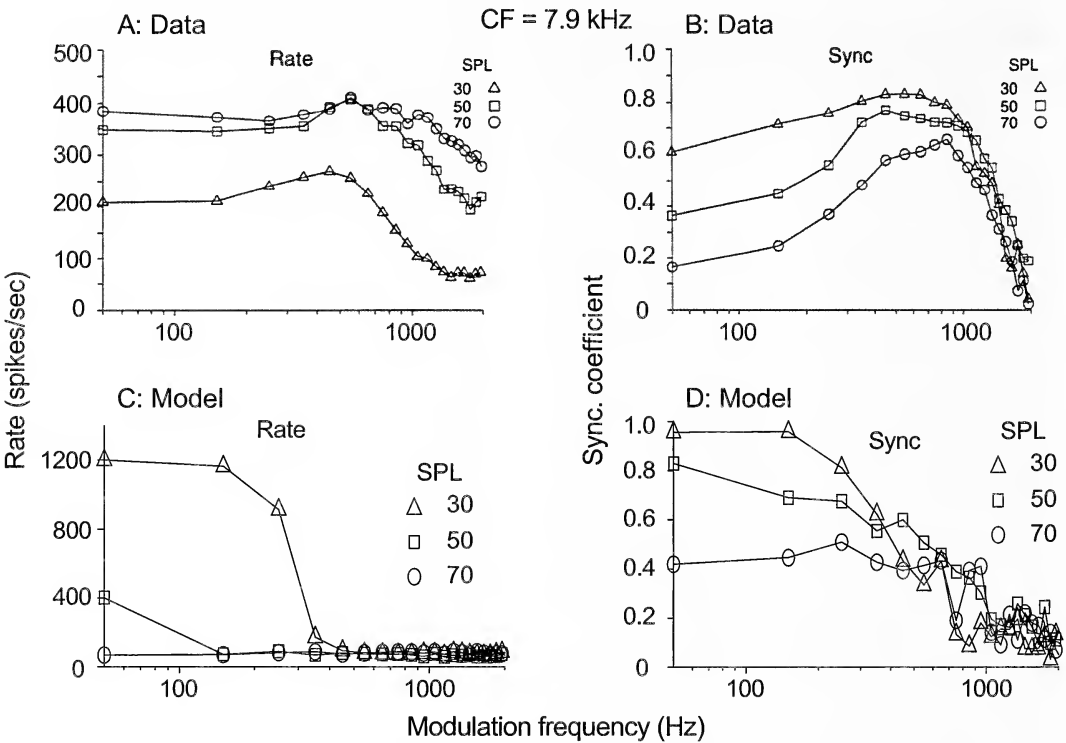 CF = 7.9 kHz
A: Data
Rate
SPL
30
50
70
500
400
300
200
100
0
100
1000
B: Data
Sync
SPL
30
50
70
1.0
0.8
0.6
0.4
0.2
0
100
1000
Rate (spikes/sec)
Sync. coefficient
C: Model
Rate
SPL
30
50
70
1200
800
400
0
100
1000
D: Model
Sync
SPL
30
50
70
1.0
0.8
0.6
0.4
0.2
0
100
1000
Modulation frequency (Hz)